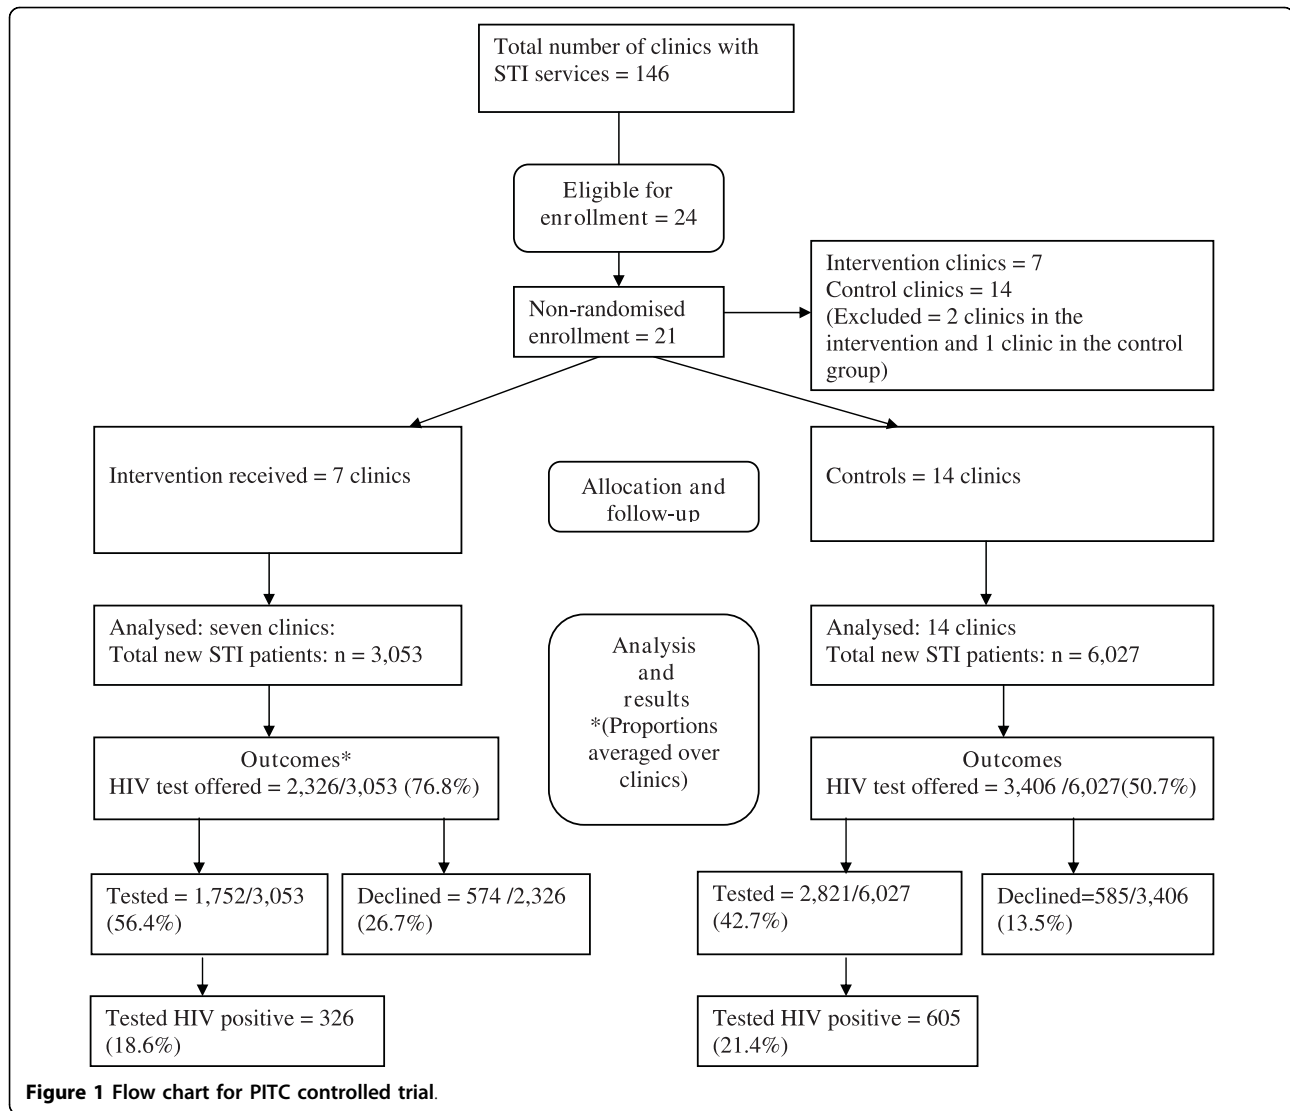 Total number of clinics with
STI services = 146
Eligible for
enrollment = 24
Non-randomised
enrollment = 21
Intervention clinics = 7
Control clinics = 14
(Excluded = 2 clinics in the
intervention and 1 clinic in the control
group)
Intervention received = 7 clinics
Allocation and
follow-up
Controls = 14 clinics
Analysed: seven clinics:
Total new STI patients: n = 3,053
Analysis
and
results
*(Proportions
averaged over
clinics)
Analysed: 14 clinics
Total new STI patients: n = 6,027
Outcomes*
HIV test offered = 2,326/3,053 (76.8%)
Outcomes
HIV test offered = 3,406 /6,027(50.7%)
Tested = 1,752/3,053
(56.4%)
Declined = 574 /2,326
(26.7%)
Tested = 2,821/6,027
(42.7%)
Declined=585/3,406
(13.5%)
Tested HIV positive = 326
(18.6%)
Tested HIV positive = 605
(21.4%)
Figure 1 Flow chart for PITC controlled trial.